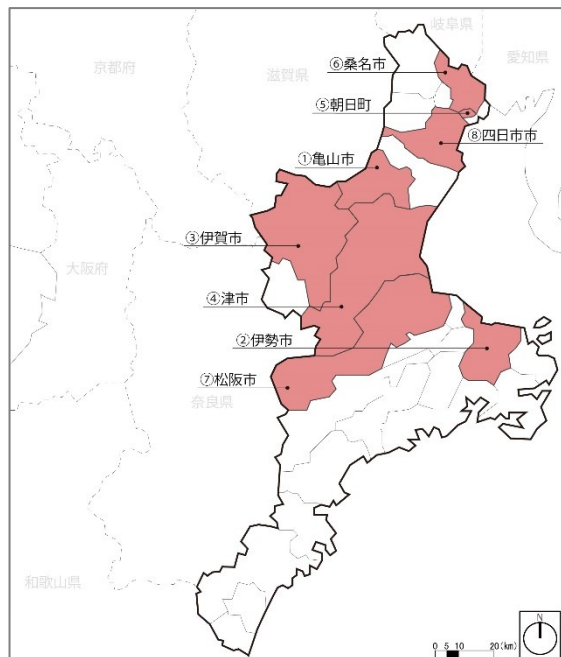 岐阜県
京都府
滋賀県
愛知県
⑥桑名市
⑤朝日町
⑧四日市市
①亀山市
③伊賀市
大阪府
④津市
②伊勢市
⑦松阪市
奈良県
和歌山県
N
0 5 10 20(km)